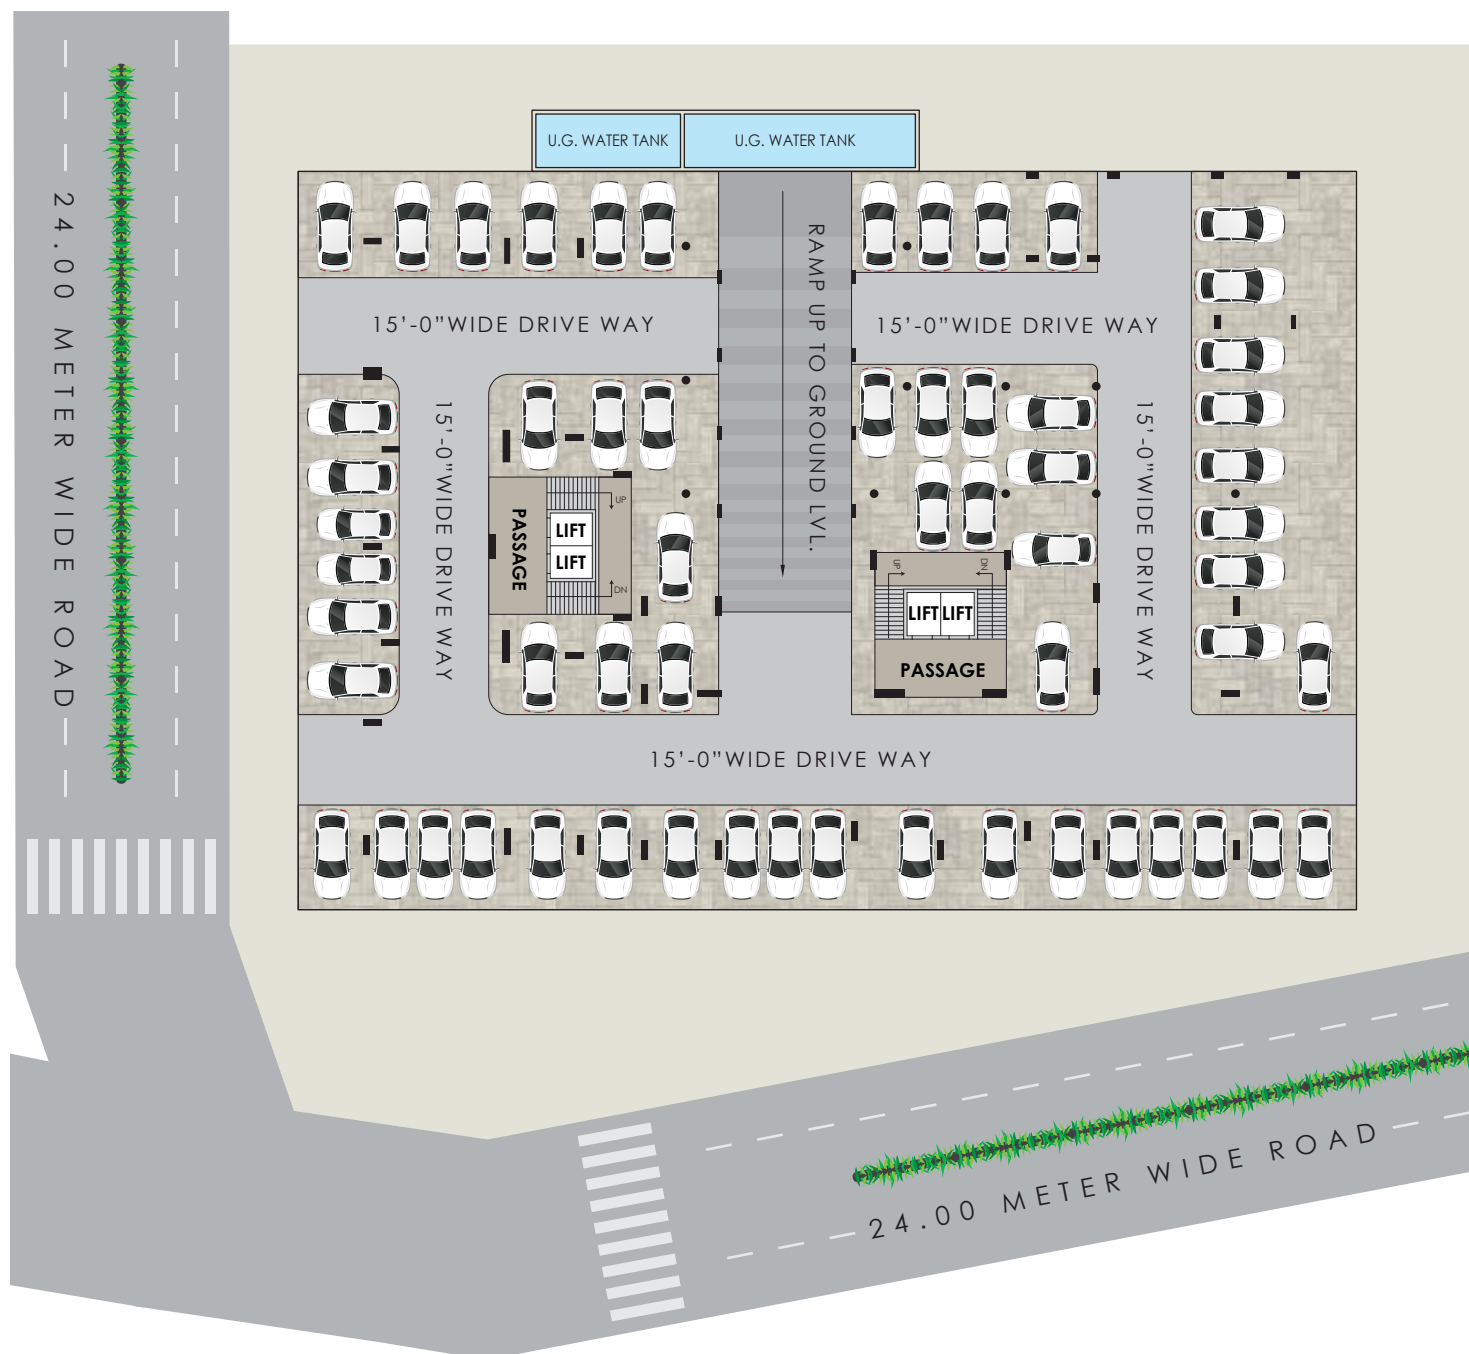 U.G. WATER TANK
U.G. WATER TANK
24.00 METER WIDE ROAD
RAMP UP TO GROUND LVL.
15'-0"WIDE DRIVE WAY
15'-0"WIDE DRIVE WAY
15'-0"WIDE DRIVE WAY
15'-0"WIDE DRIVE WAY
PASSAGE
UP
LIFT
LIFT
DN
UP
DN
LIFT
LIFT
PASSAGE
15'-0"WIDE DRIVE WAY
24.00 METER WIDE ROAD